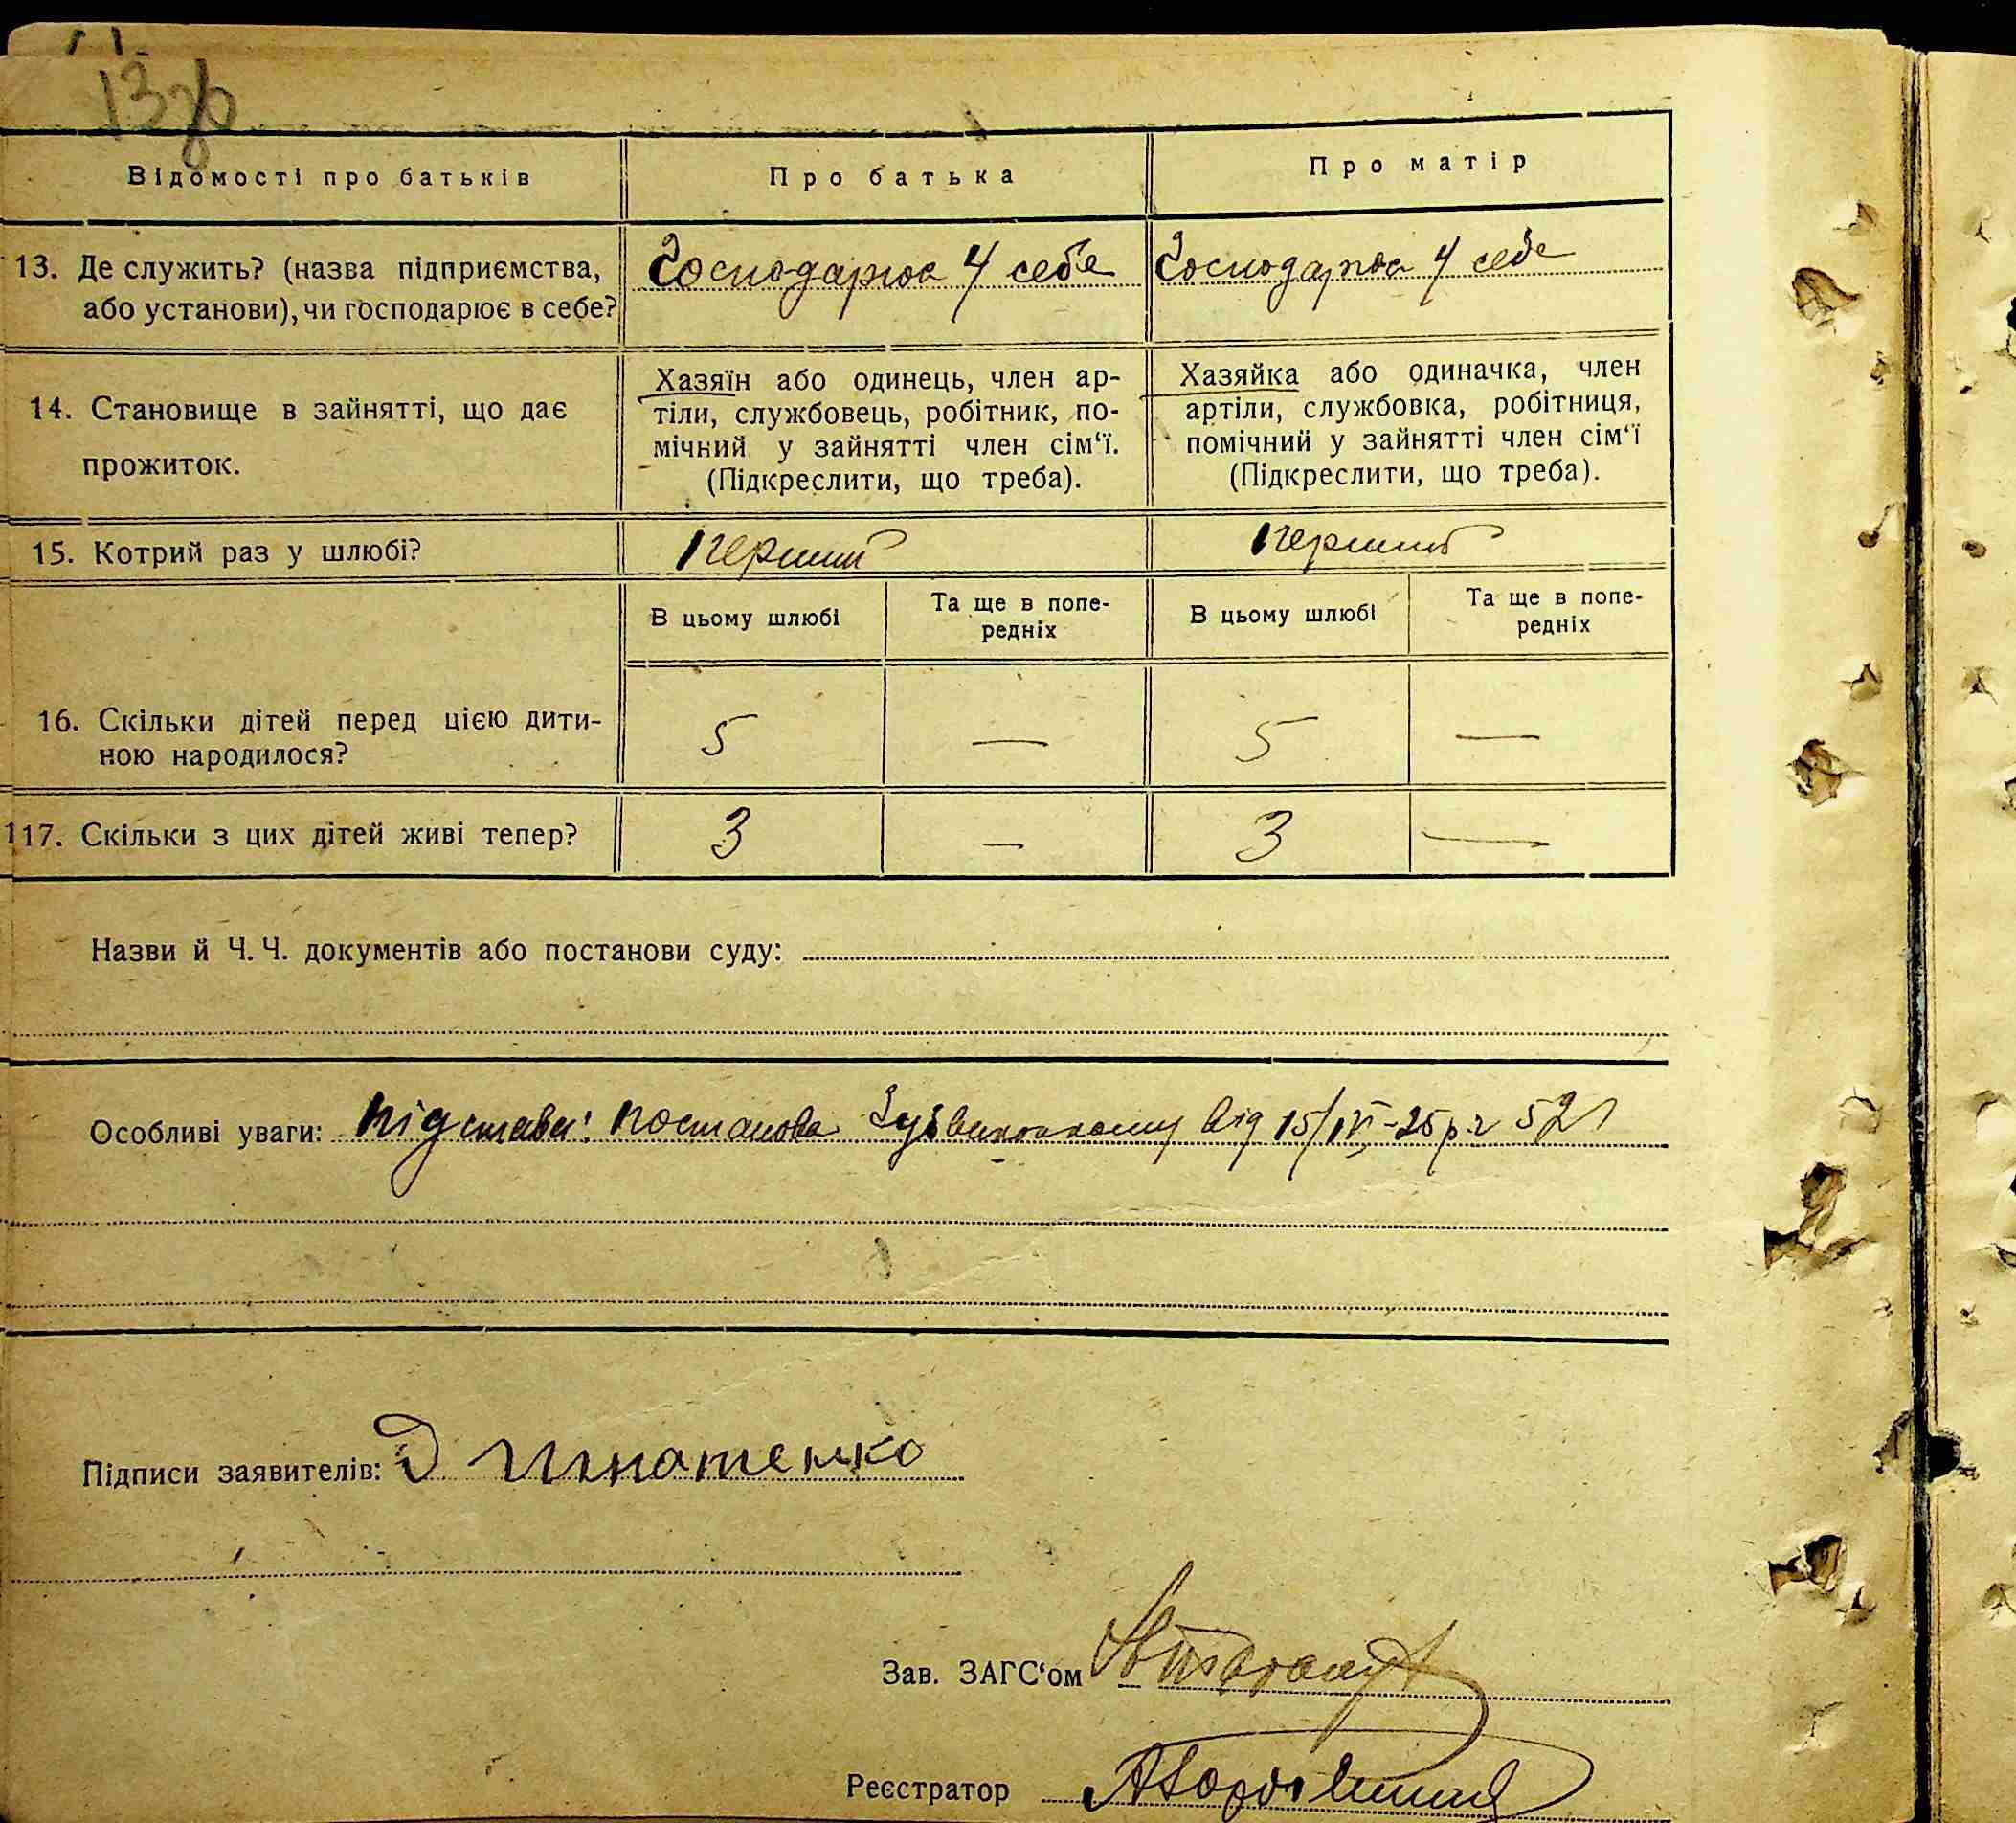 13зв
Відомості про батьків
Про батька
Про матір
13. Де служить? (назва підприємства,
або установи), чи господарює в себе?
Господарює у себе
Господарює у себе
14. Становище в зайнятті, що дає
прожиток.
Хазяїн або одинець, член ар-
тіли, службовець, робітник, по-
мічний у зайнятті член сім‘ї.
(Підкреслити, що треба).
Хазяйка або одиначка, член
артіли, службовка, робітниця,
помічний у зайнятті член сім‘ї
(Підкреслити, що треба).
15. Котрий раз у шлюбі?
перший
перший
В цьому шлюбі
Та ще в попе-
редніх
В цьому шлюбі
Та ще в попе-
редніх
16. Скільки дітей перед цією дити-
ною народилося?
5
—
5
—
117. Скільки з цих дітей живі тепер?
3
—
3
—
Назви й Ч. Ч. документів або постанови суду:
Особливі уваги: підстава: постанова від 15/IV-25 р. 521
Підписи заявителів: Д Игнатенко
Зав. ЗАГС‘ом
Реєстратор